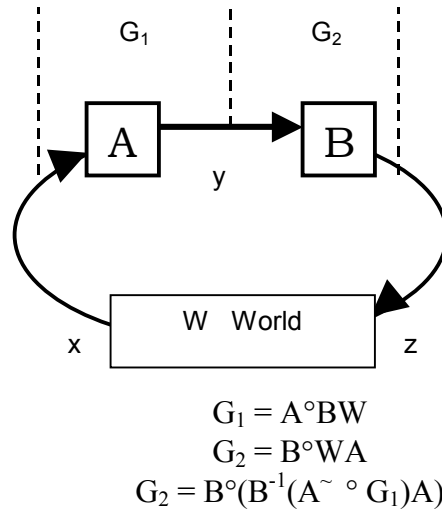 G₁ G₂
A B
y
W World
x z
G₁ = A°BW
G₂ = B°WA
G₂ = B°(B⁻¹(A~ ° G₁)A)